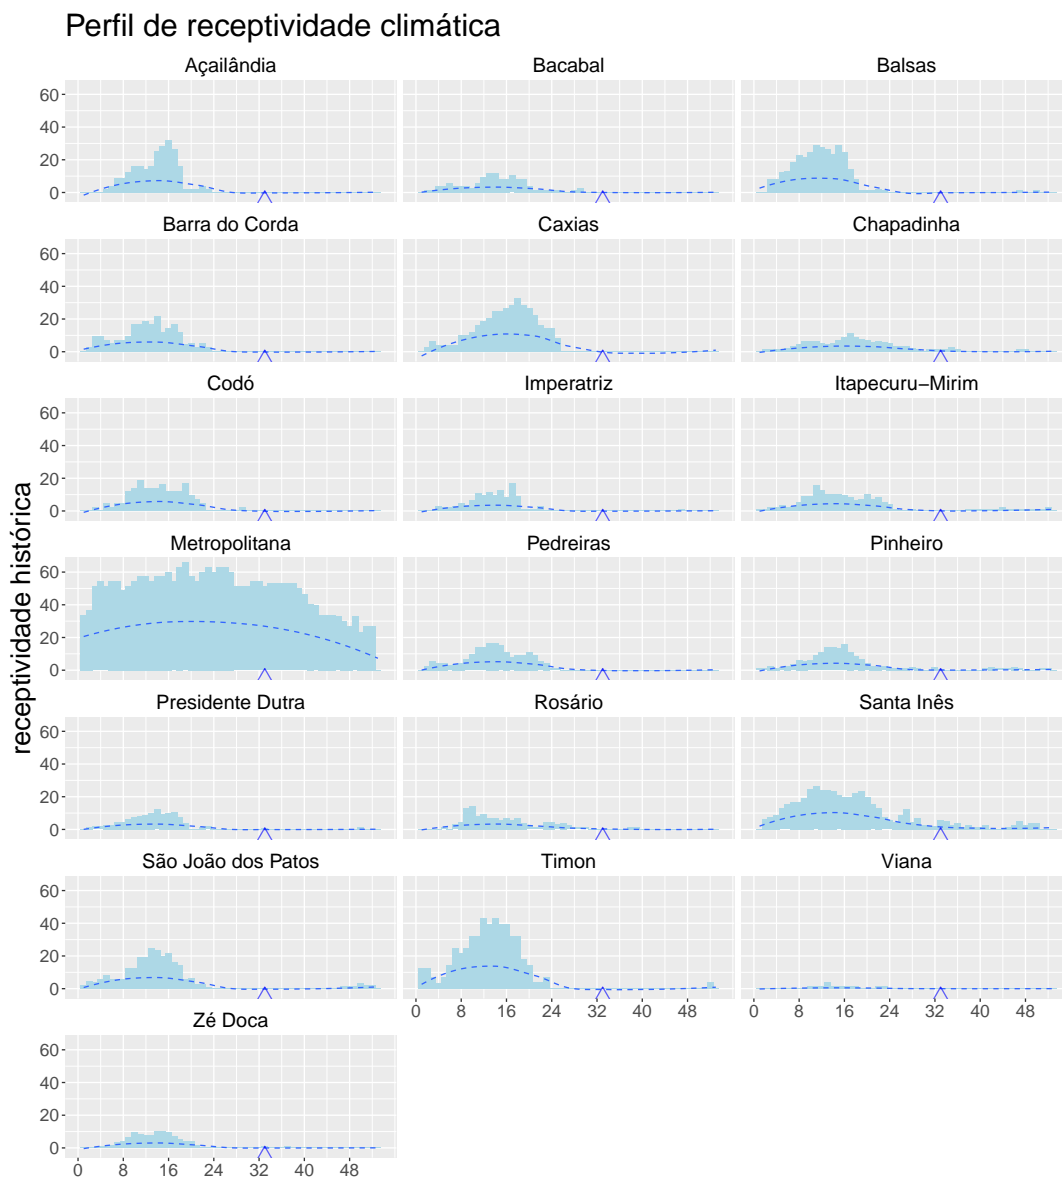 Perfil de receptividade climática
Açailândia Bacabal Balsas
60
40
20
0
Barra do Corda Caxias Chapadinha
60
40
20
0
Codó Imperatriz Itapecuru−Mirim
60
40
20
0
receptividade histórica
Metropolitana Pedreiras Pinheiro
60
40
20
0
Presidente Dutra Rosário Santa Inês
60
40
20
0
São João dos Patos Timon Viana
60
40
20
0
0 8 16 24 32 40 48 0 8 16 24 32 40 48
Zé Doca
60
40
20
0
0 8 16 24 32 40 48